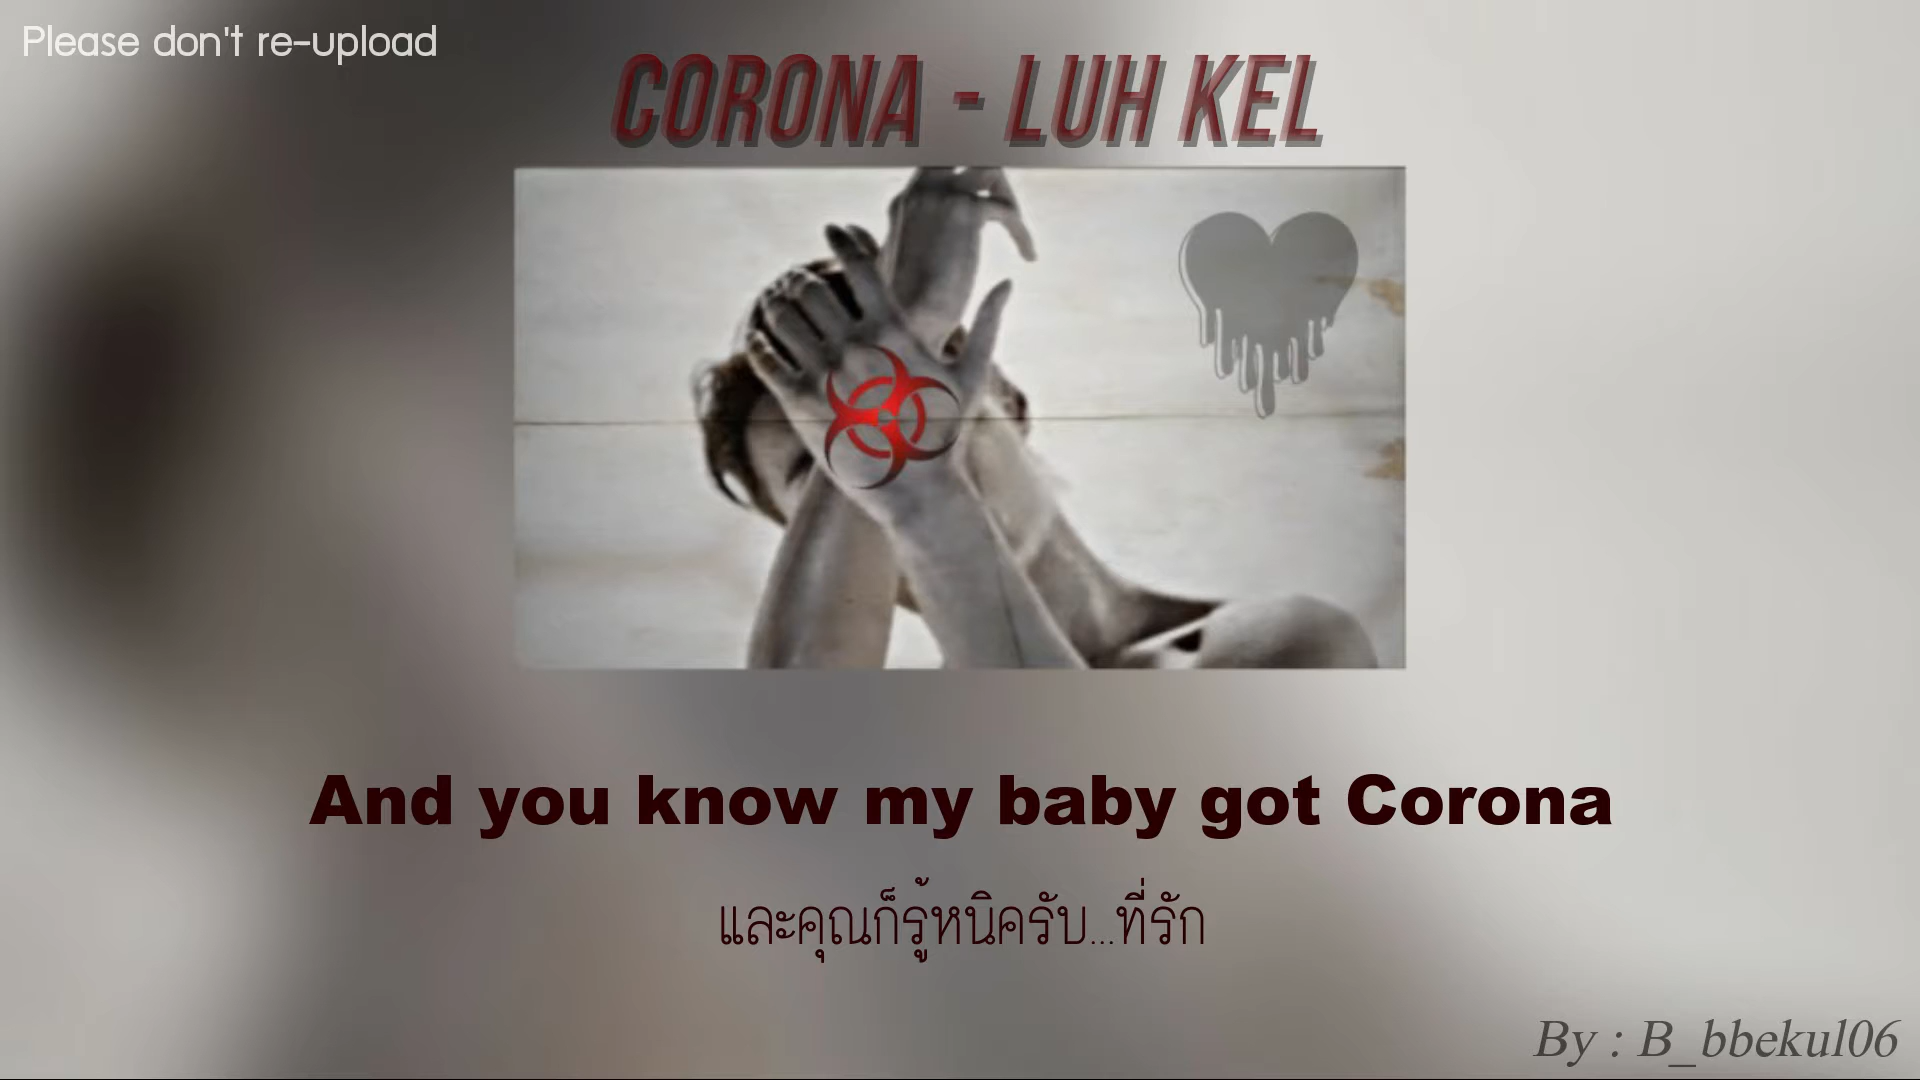 Please don't re-upload
CORONA - LUH KEL
And you know my baby got Corona
และคุณก็รู้หนิครับ...ที่รัก
By : B_bbekul06